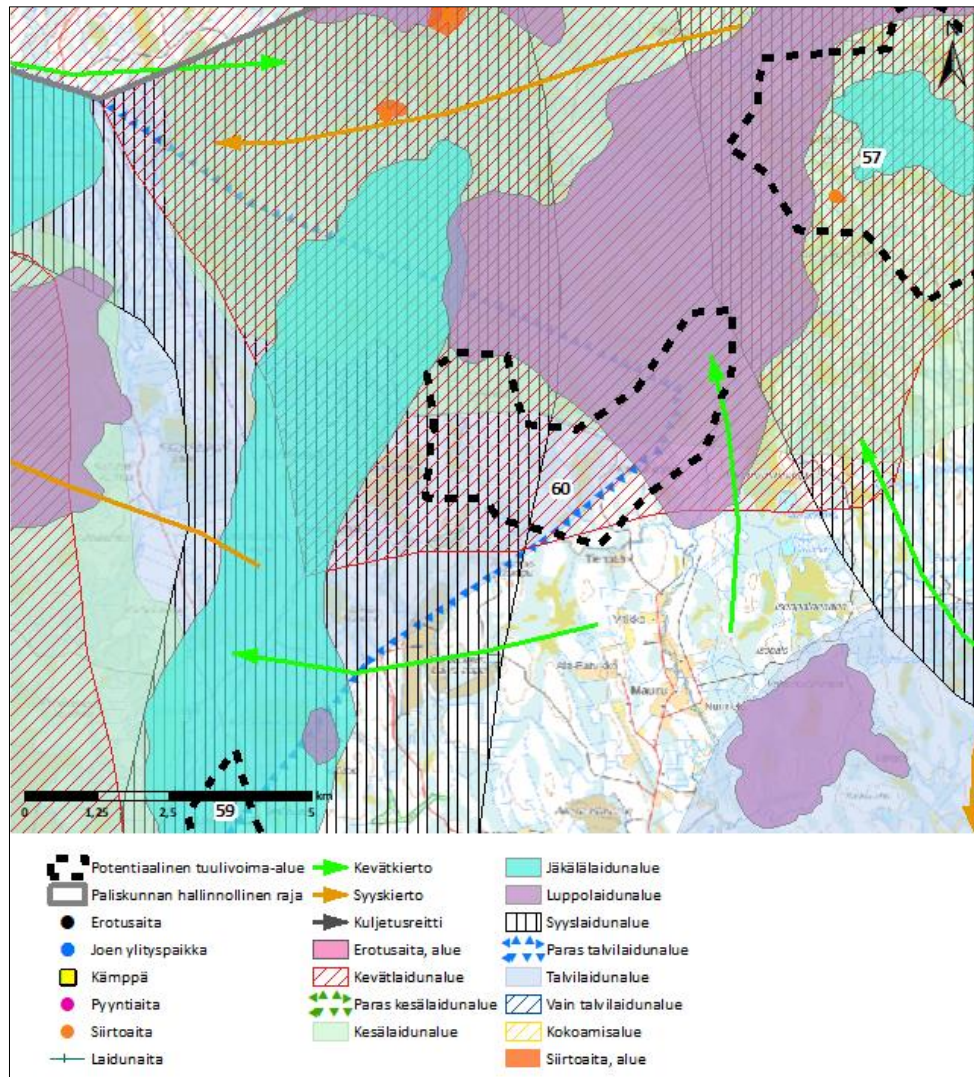 57
60
Mauru
59
km
0 1,25 2,5 5
Potentiaalinen tuulivoima-alue
Paliskunnan hallinnollinen raja
Erotusaita
Joen ylityspaikka
Kämppä
Pyyntiaita
Siirtoaita
Laidunaita
Kevätkierto
Syyskierto
Kuljetusreitti
Erotusaita, alue
Kevätlaidunalue
Paras kesälaidunalue
Kesälaidunalue
Jäkälälaidunalue
Luppolaidunalue
Syyslaidunalue
Paras talvilaidunalue
Talvilaidunalue
Vain talvilaidunalue
Kokoamisalue
Siirtoaita, alue